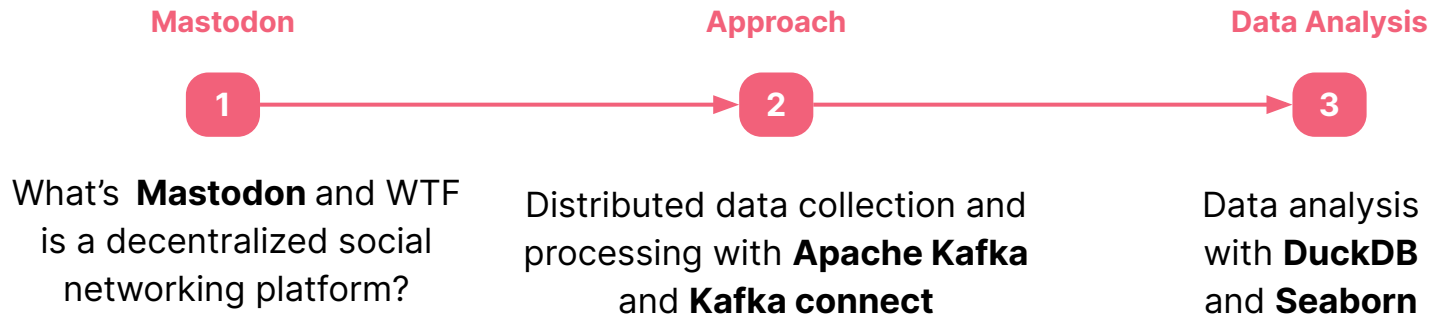 Mastodon
1
What's Mastodon and WTF
is a decentralized social
networking platform?
Approach
2
Distributed data collection and
processing with Apache Kafka
and Kafka connect
Data Analysis
3
Data analysis
with DuckDB
and Seaborn